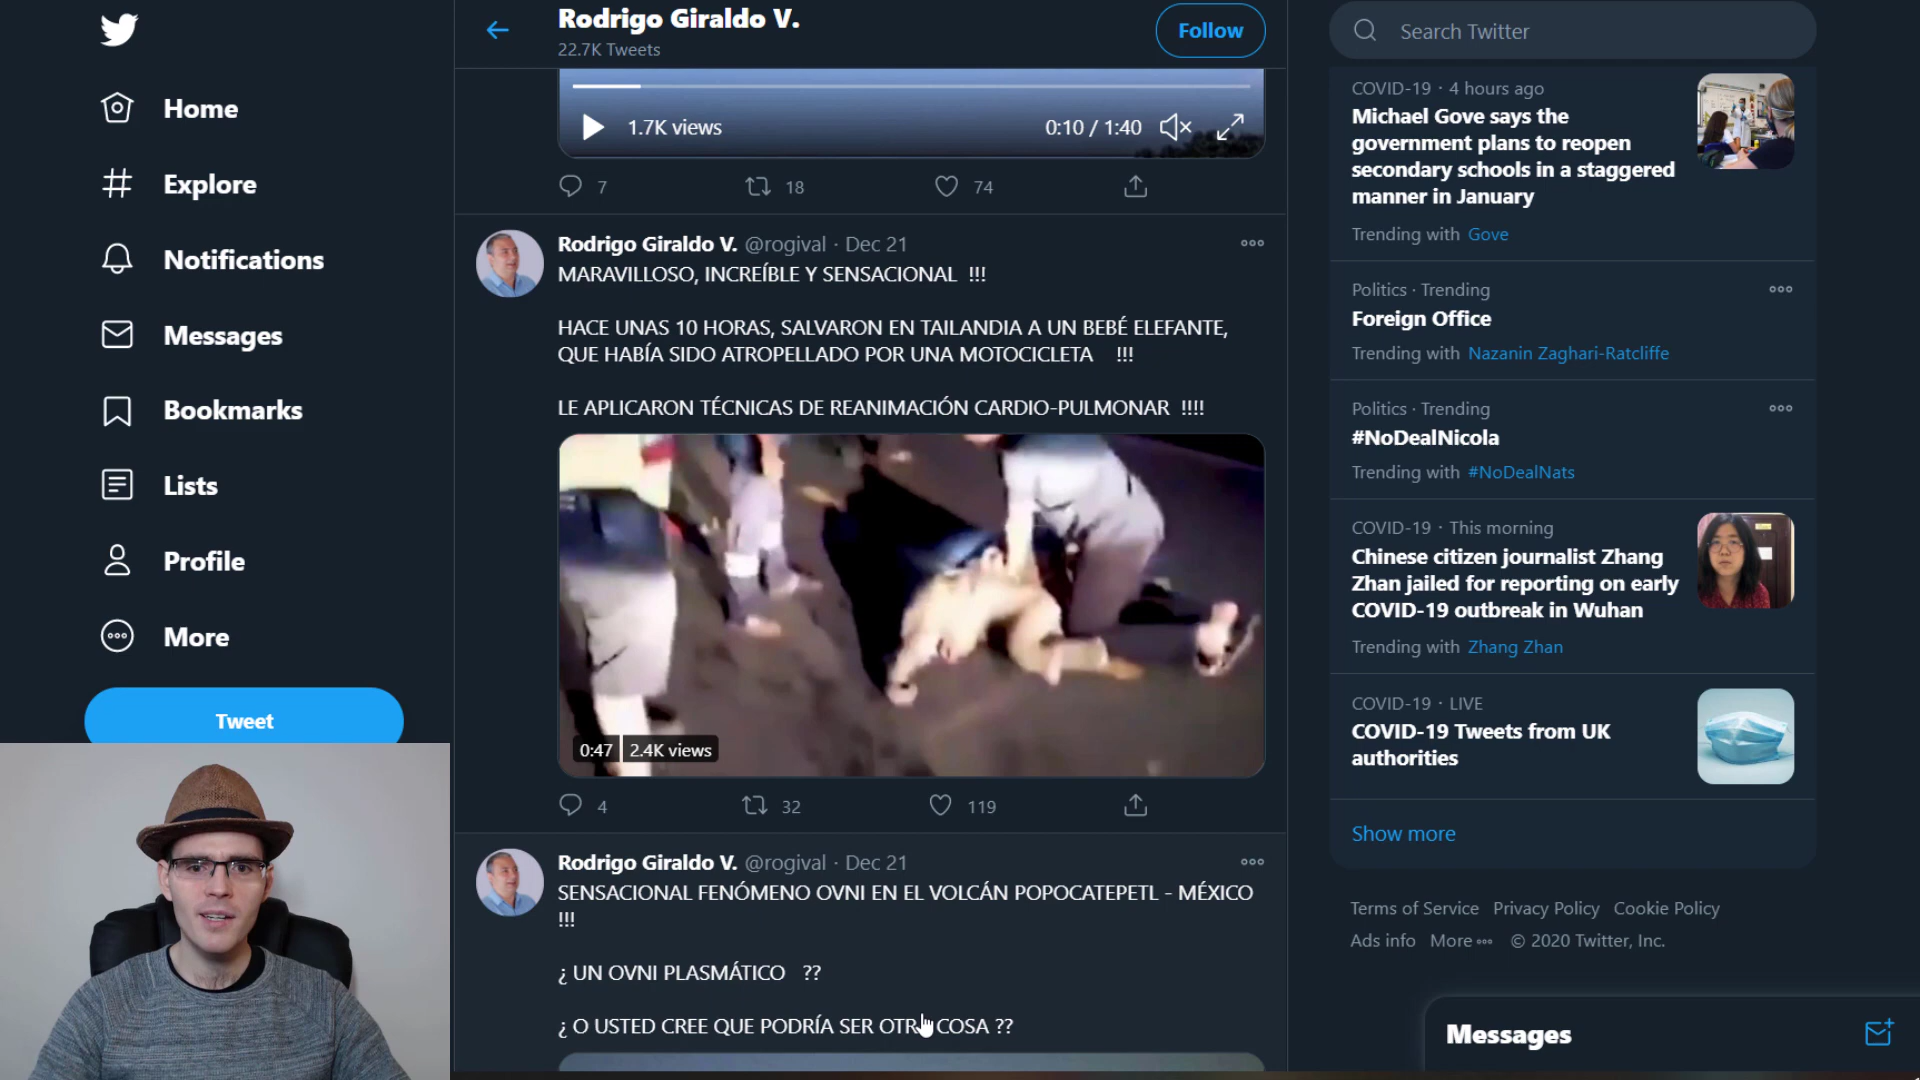 Home
Explore
Notifications
Messages
Bookmarks
Lists
Profile
More
Tweet
Rodrigo Giraldo V.
22.7K Tweets
Follow
1.7K views
0:10 / 1:40
7
18
74
Rodrigo Giraldo V. @rogival · Dec 21
MARAVILLOSO, INCREÍBLE Y SENSACIONAL !!!
HACE UNAS 10 HORAS, SALVARON EN TAILANDIA A UN BEBÉ ELEFANTE,
QUE HABÍA SIDO ATROPELLADO POR UNA MOTOCICLETA !!!
LE APLICARON TÉCNICAS DE REANIMACIÓN CARDIO-PULMONAR !!!!
0:47
2.4K views
4
32
119
Rodrigo Giraldo V. @rogival · Dec 21
SENSACIONAL FENÓMENO OVNI EN EL VOLCÁN POPOCATEPETL - MÉXICO
!!!
¿ UN OVNI PLASMÁTICO ??
¿ O USTED CREE QUE PODRÍA SER OTRA COSA ??
Search Twitter
COVID-19 · 4 hours ago
Michael Gove says the
government plans to reopen
secondary schools in a staggered
manner in January
Trending with Gove
Politics · Trending
Foreign Office
Trending with Nazanin Zaghari-Ratcliffe
Politics · Trending
#NoDealNicola
Trending with #NoDealNats
COVID-19 · This morning
Chinese citizen journalist Zhang
Zhan jailed for reporting on early
COVID-19 outbreak in Wuhan
Trending with Zhang Zhan
COVID-19 · LIVE
COVID-19 Tweets from UK
authorities
Show more
Terms of Service Privacy Policy Cookie Policy
Ads info More © 2020 Twitter, Inc.
Messages